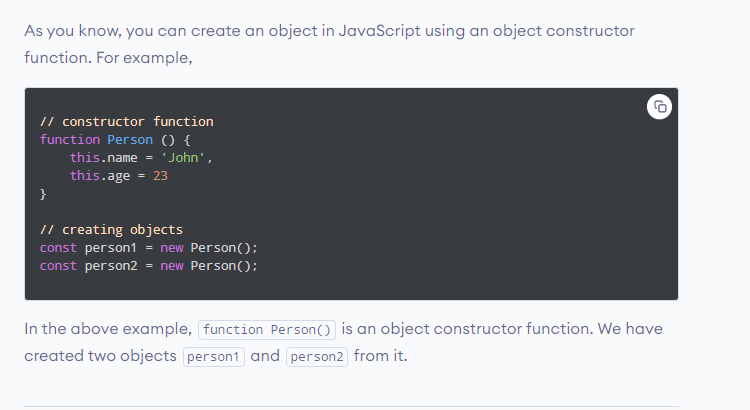 As you know, you can create an object in JavaScript using an object constructor
function. For example,
// constructor function
function Person () {
    this.name = 'John',
    this.age = 23
}
// creating objects
const person1 = new Person();
const person2 = new Person();
In the above example, function Person() is an object constructor function. We have
created two objects person1 and person2 from it.